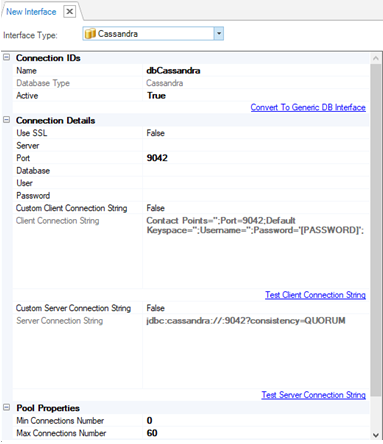 New Interface
Interface Type: Cassandra
Connection IDs
Name dbCassandra
Database Type Cassandra
Active True
Convert To Generic DB Interface
Connection Details
Use SSL False
Server
Port 9042
Database
User
Password
Custom Client Connection String False
Client Connection String Contact Points='';Port=9042;Default
Keyspace='';Username='';Password='[PASSWORD]';
Test Client Connection String
Custom Server Connection String False
Server Connection String jdbc:cassandra://:9042?consistency=QUORUM
Test Server Connection String
Pool Properties
Min Connections Number 0
Max Connections Number 60